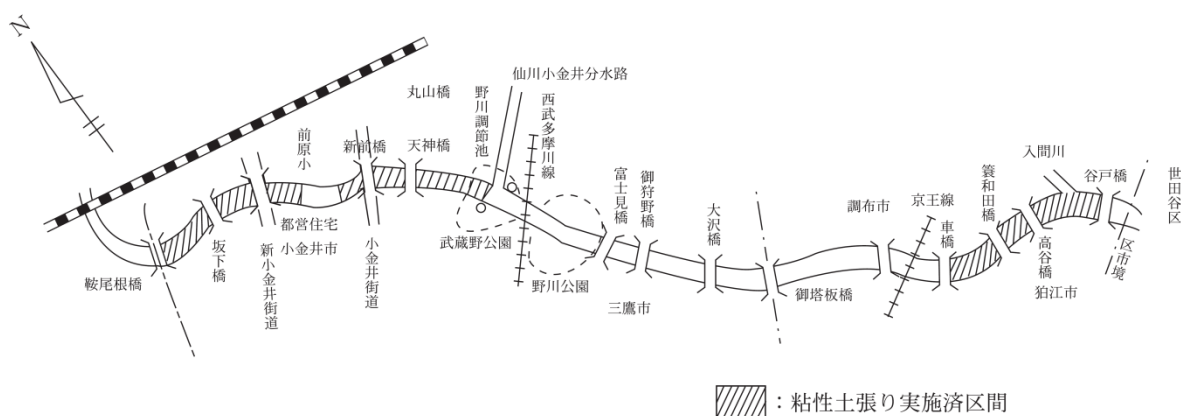 N
仙川小金井分水路
丸山橋
野川調節池
西武多摩川線
前原小
新前橋
天神橋
入間川
谷戸橋
世田谷区
富士見橋
御狩野橋
大沢橋
調布市
京王線
車橋
簑和田橋
高谷橋
区市境
狛江市
鞍尾根橋
坂下橋
新小金井街道
都営住宅
小金井市
小金井街道
武蔵野公園
野川公園
三鷹市
御塔板橋
:粘性土張り実施済区間